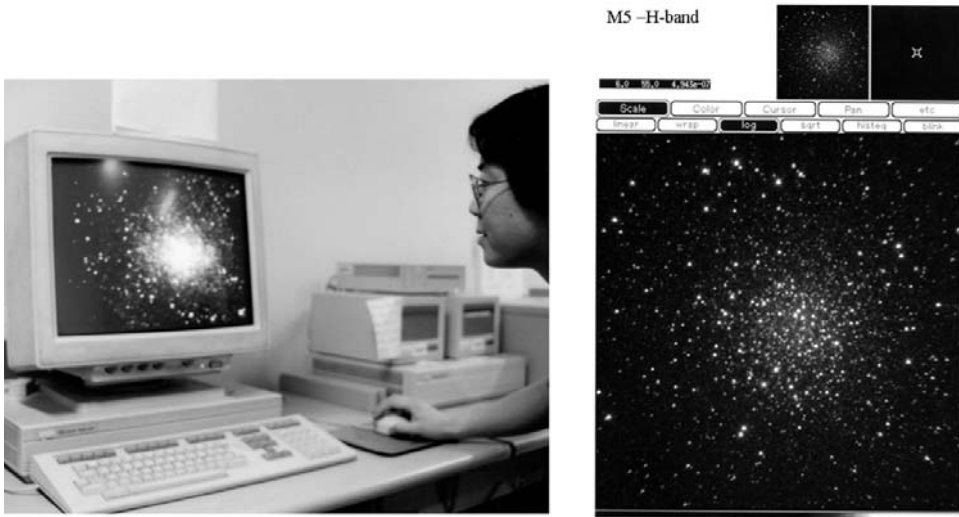 M5 –H-band
6.0 55.0 4.943e-07
Scale Color Cursor Pan etc
linear wrap log sqrt histeq blink